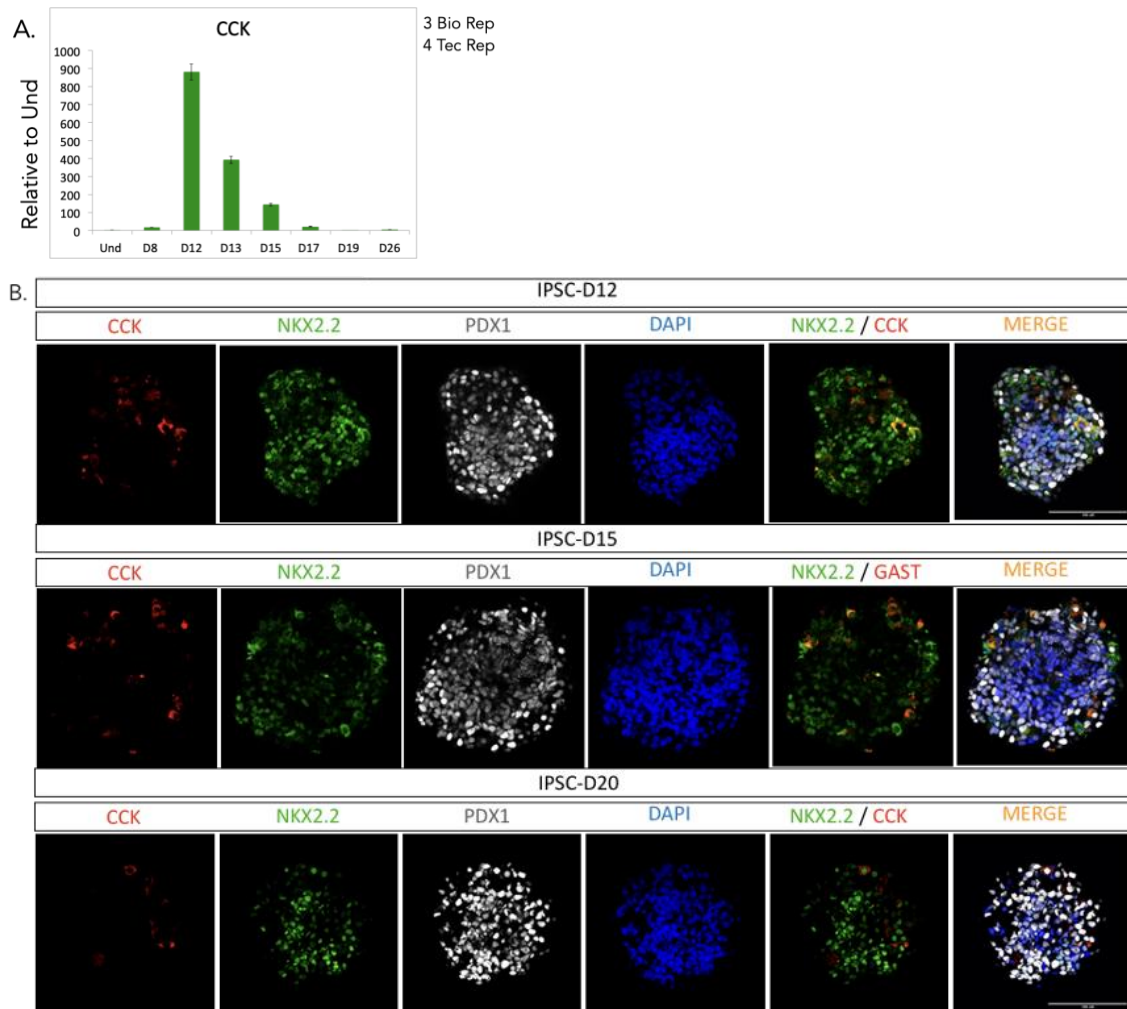 A.
CCK
3 Bio Rep
4 Tec Rep
Relative to Und
1000
900
800
700
600
500
400
300
200
100
0
Und D8 D12 D13 D15 D17 D19 D26
B.
IPSC-D12
CCK NKX2.2 PDX1 DAPI NKX2.2 / CCK MERGE
IPSC-D15
CCK NKX2.2 PDX1 DAPI NKX2.2 / GAST MERGE
IPSC-D20
CCK NKX2.2 PDX1 DAPI NKX2.2 / CCK MERGE